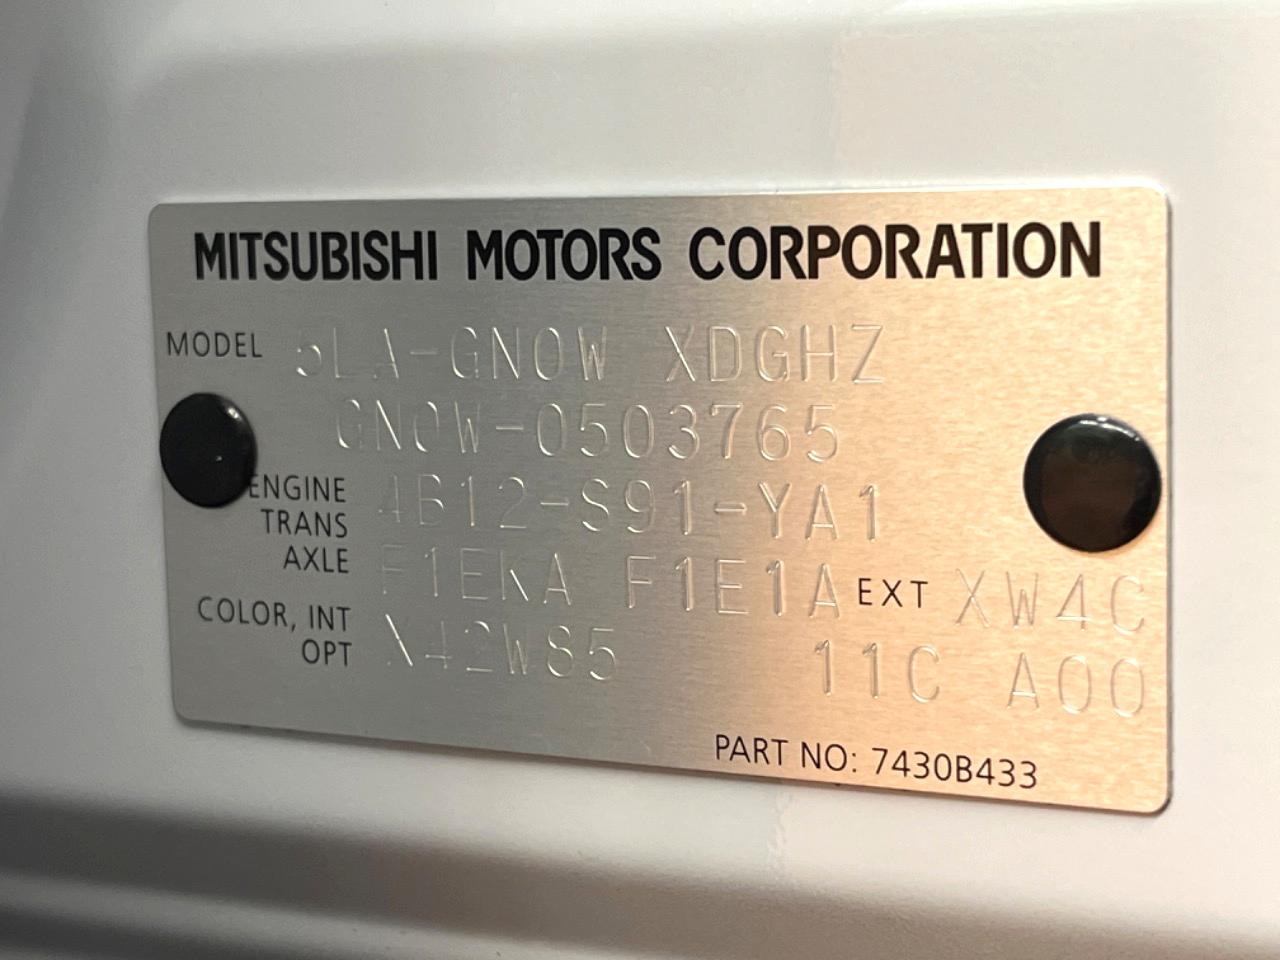 MITSUBISHI MOTORS CORPORATION
MODEL 5LA-GN0W XDGHZ
GN0W-0503765
ENGINE 4B12-S91-YA1
TRANS
AXLE F1EKA F1E1A EXT XW4C
COLOR, INT
OPT X42W85 11C A00
PART NO: 7430B433